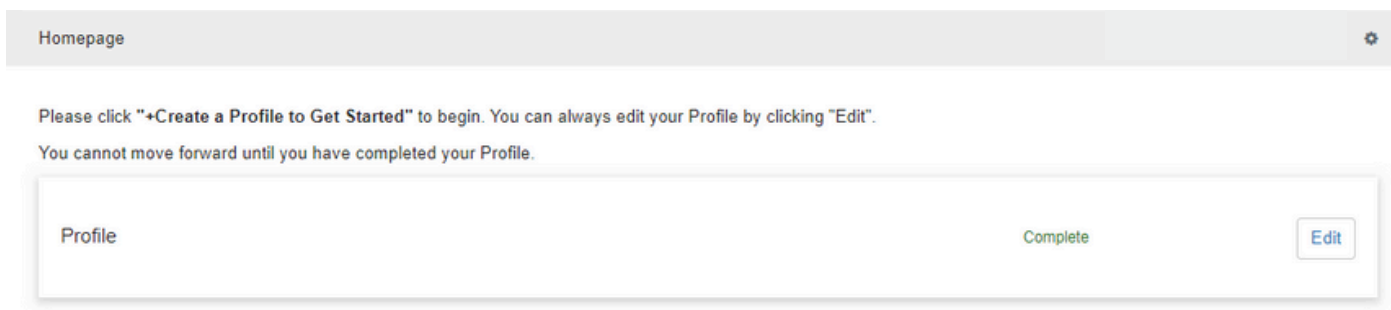 Homepage
Please click "+Create a Profile to Get Started" to begin. You can always edit your Profile by clicking "Edit".
You cannot move forward until you have completed your Profile.
Profile
Complete
Edit